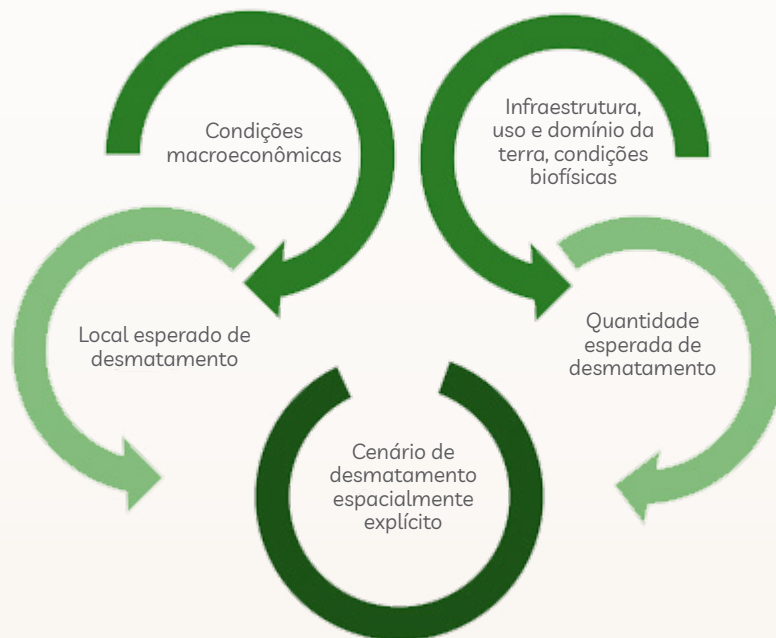 Condições
macroeconômicas
Infraestrutura,
uso e domínio da
terra, condições
biofísicas
Local esperado de
desmatamento
Quantidade
esperada de
desmatamento
Cenário de
desmatamento
espacialmente
explícito